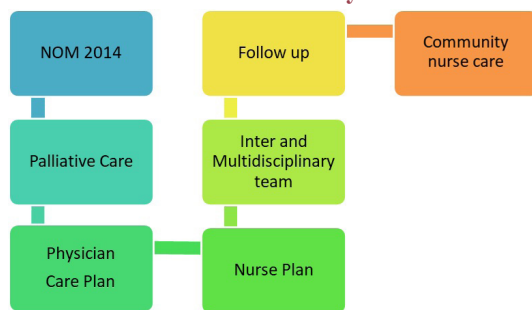 NOM 2014
Palliative Care
Physician
Care Plan
Nurse Plan
Inter and
Multidisciplinary
team
Follow up
Community
nurse care